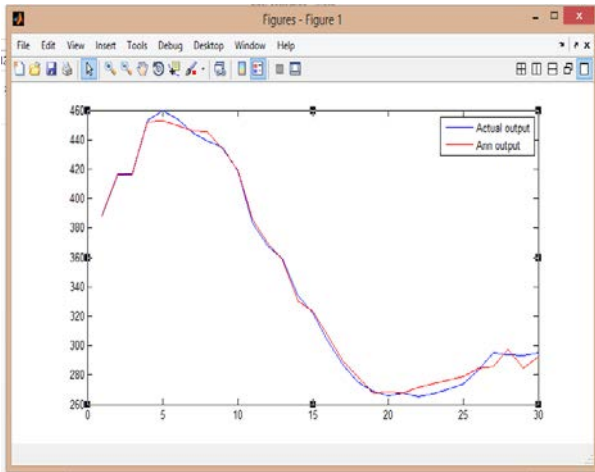 Figures - Figure 1
File Edit View Insert Tools Debug Desktop Window Help
460
440
420
400
380
360
340
320
300
280
260
0 5 10 15 20 25 30
Actual output
Ann output